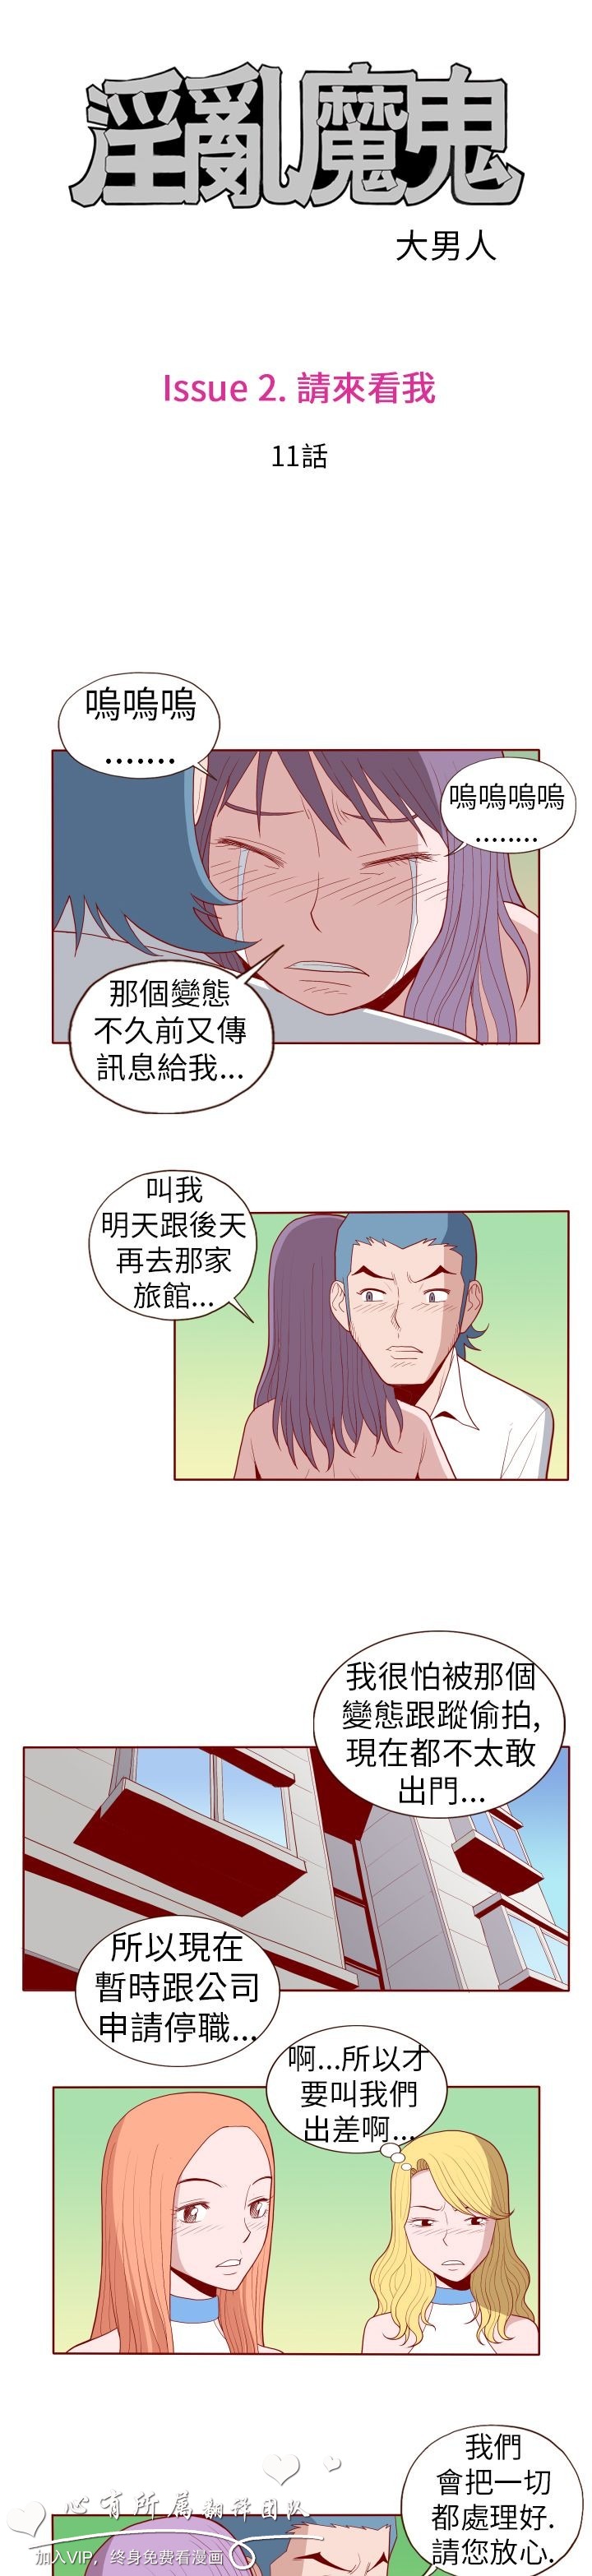 淫亂魔鬼
大男人
Issue 2. 請來看我
11話
嗚嗚嗚
.......
嗚嗚嗚嗚
........
那個變態
不久前又傳
訊息給我...
叫我
明天跟後天
再去那家
旅館...
我很怕被那個
變態跟蹤偷拍,
現在都不太敢
出門...
所以現在
暫時跟公司
申請停職...
啊...所以才
要叫我們
出差啊...
我們
會把一切
都處理好.
請您放心.
心有所属翻译团队
加入VIP，终身免费看漫画